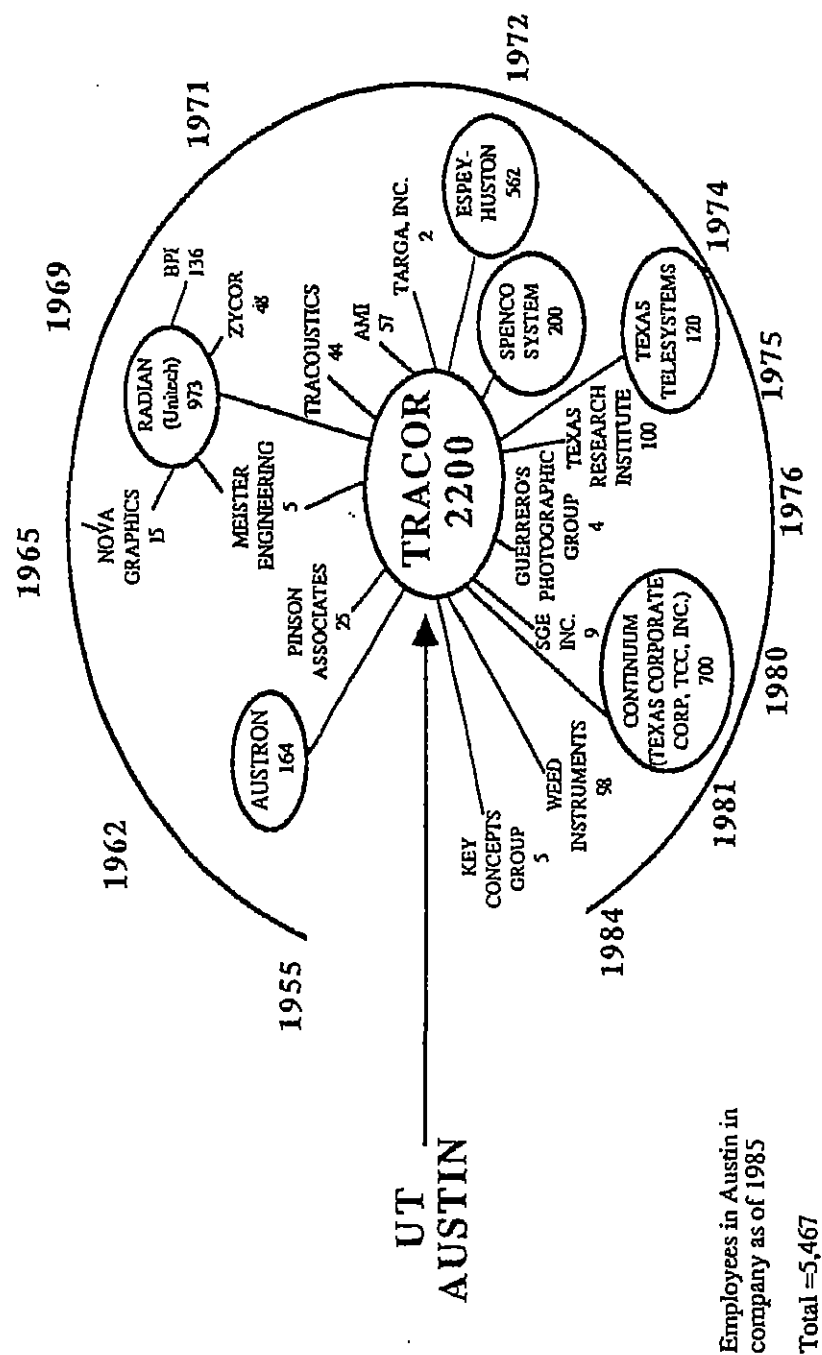 1955
1962
1965
1969
1971
1972
1974
1975
1976
1980
1981
1984
UT
AUSTIN
TRACOR
2200
AUSTRON
164
PINSON
ASSOCIATES
25
MEISTER
ENGINEERING
5
NOVA
GRAPHICS
15
RADIAN
(Unitech)
973
BPI
136
ZYCOR
48
TRACOUSTICS
44
AMI
57
TARGA, INC.
2
ESPEY-
HUSTON
562
SPENCO
SYSTEM
200
TEXAS
TELESYSTEMS
120
TEXAS
RESEARCH
INSTITUTE
100
GUERRERO'S
PHOTOGRAPHIC
GROUP
4
SGE
INC.
9
CONTINUUM
(TEXAS CORPORATE
CORP, TCC, INC.)
700
WEED
INSTRUMENTS
98
KEY
CONCEPTS
GROUP
5
Employees in Austin in
company as of 1985
Total =5,467